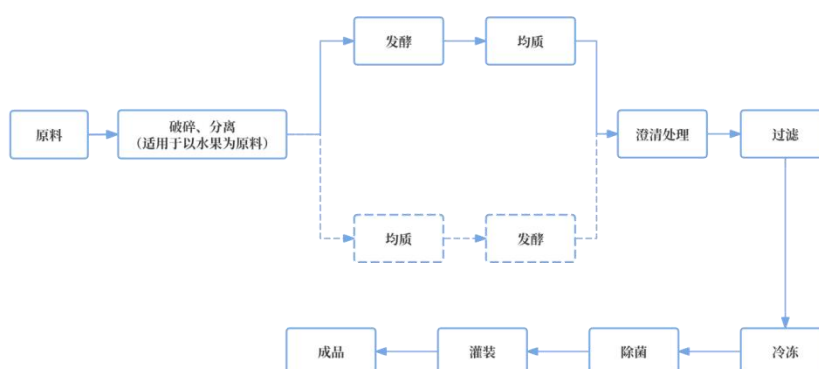 发酵
均质
原料
破碎、分离
（适用于以水果为原料）
澄清处理
过滤
均质
发酵
成品
灌装
除菌
冷冻